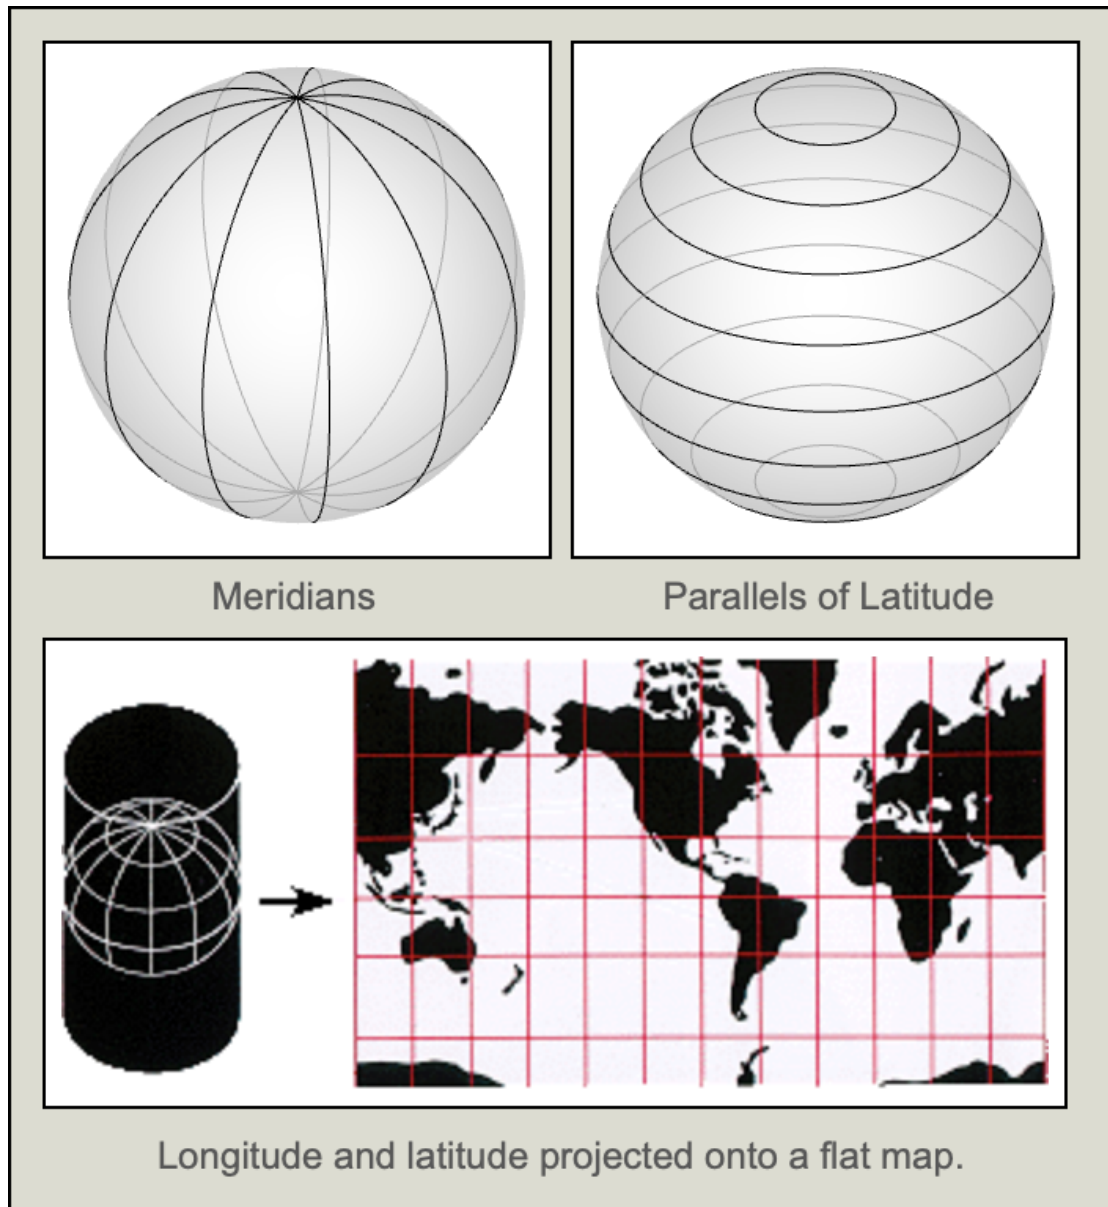 Meridians
Parallels of Latitude
Longitude and latitude projected onto a flat map.